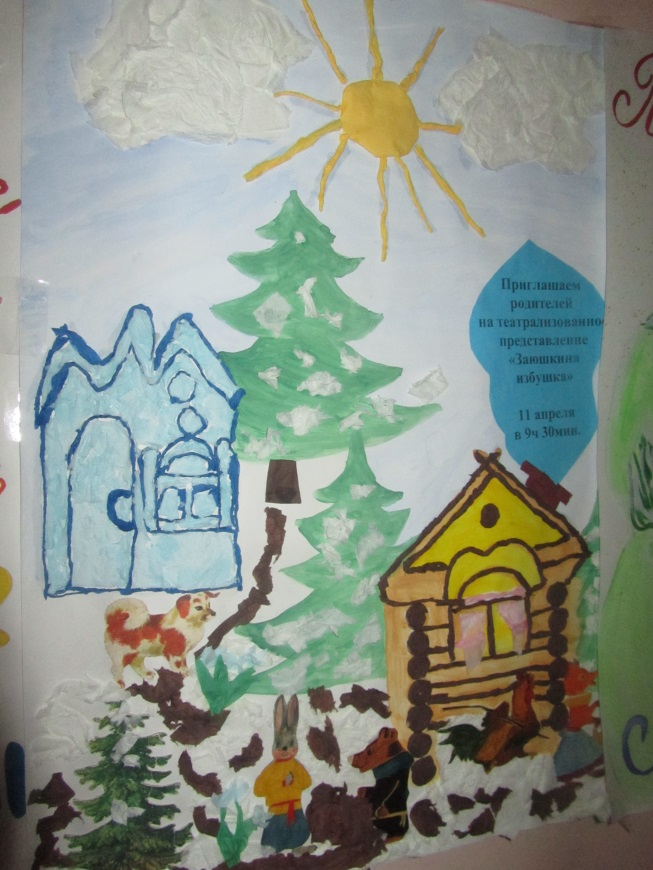 Приглашаем
родителей
на театрализованно
представление
«Заюшкина
избушка»
11 апреля
в 9ч 30мин.